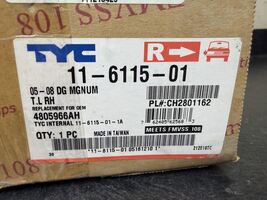 TYC
R
11-6115-01
05-08 DG MGNUM
T.L RH
PL#:CH2801162
REPLACEMENT FOR OEM
4805966AH
TYC INTERNAL 11-6115-01-1A
QTY: 1 PC
MADE IN TAIWAN
MEETS FMVSS 108